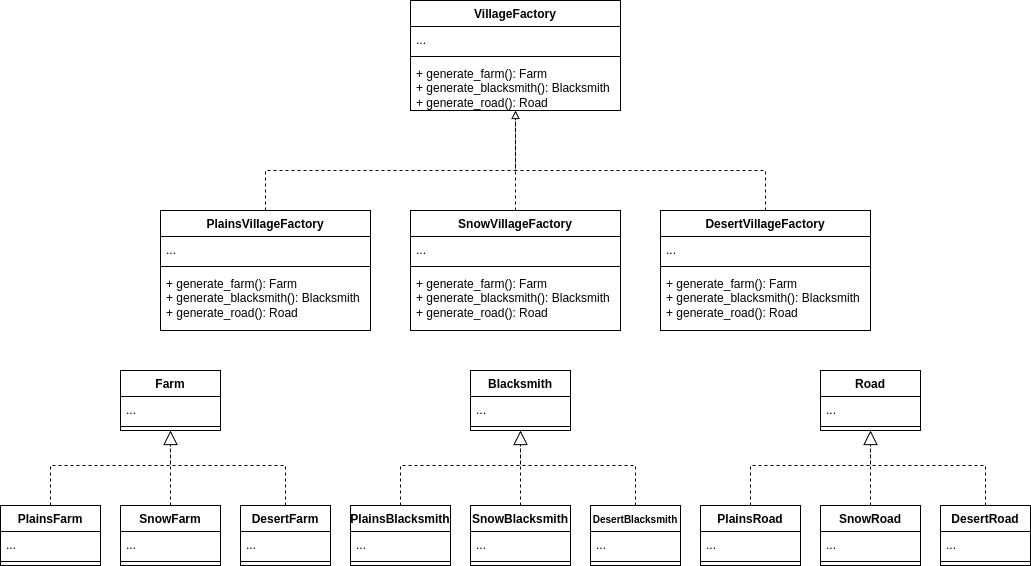 VillageFactory
...
+ generate_farm(): Farm
+ generate_blacksmith(): Blacksmith
+ generate_road(): Road
PlainsVillageFactory
...
+ generate_farm(): Farm
+ generate_blacksmith(): Blacksmith
+ generate_road(): Road
SnowVillageFactory
...
+ generate_farm(): Farm
+ generate_blacksmith(): Blacksmith
+ generate_road(): Road
DesertVillageFactory
...
+ generate_farm(): Farm
+ generate_blacksmith(): Blacksmith
+ generate_road(): Road
Farm
...
Blacksmith
...
Road
...
PlainsFarm
...
SnowFarm
...
DesertFarm
...
PlainsBlacksmith
...
SnowBlacksmith
...
DesertBlacksmith
...
PlainsRoad
...
SnowRoad
...
DesertRoad
...